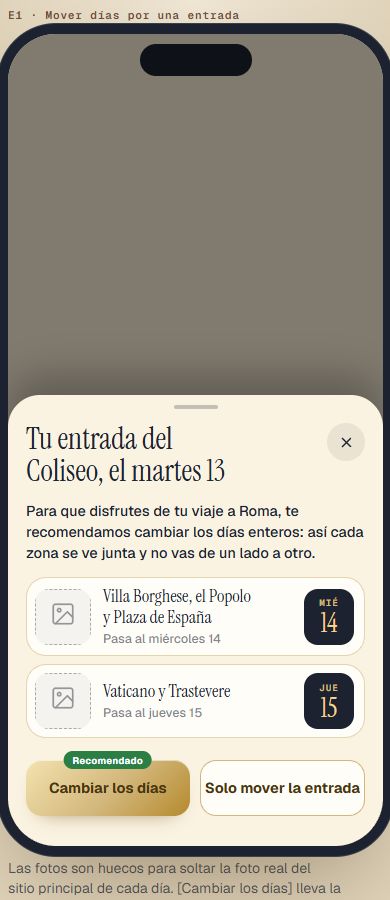 E1 · Mover días por una entrada
Tu entrada del
Coliseo, el martes 13
Para que disfrutes de tu viaje a Roma, te
recomendamos cambiar los días enteros: así cada
zona se ve junta y no vas de un lado a otro.
Villa Borghese, el Popolo
y Plaza de España
Pasa al miércoles 14
MIÉ
14
Vaticano y Trastevere
Pasa al jueves 15
JUE
15
Recomendado
Cambiar los días
Solo mover la entrada
Las fotos son huecos para soltar la foto real del
sitio principal de cada día. [Cambiar los días] lleva la